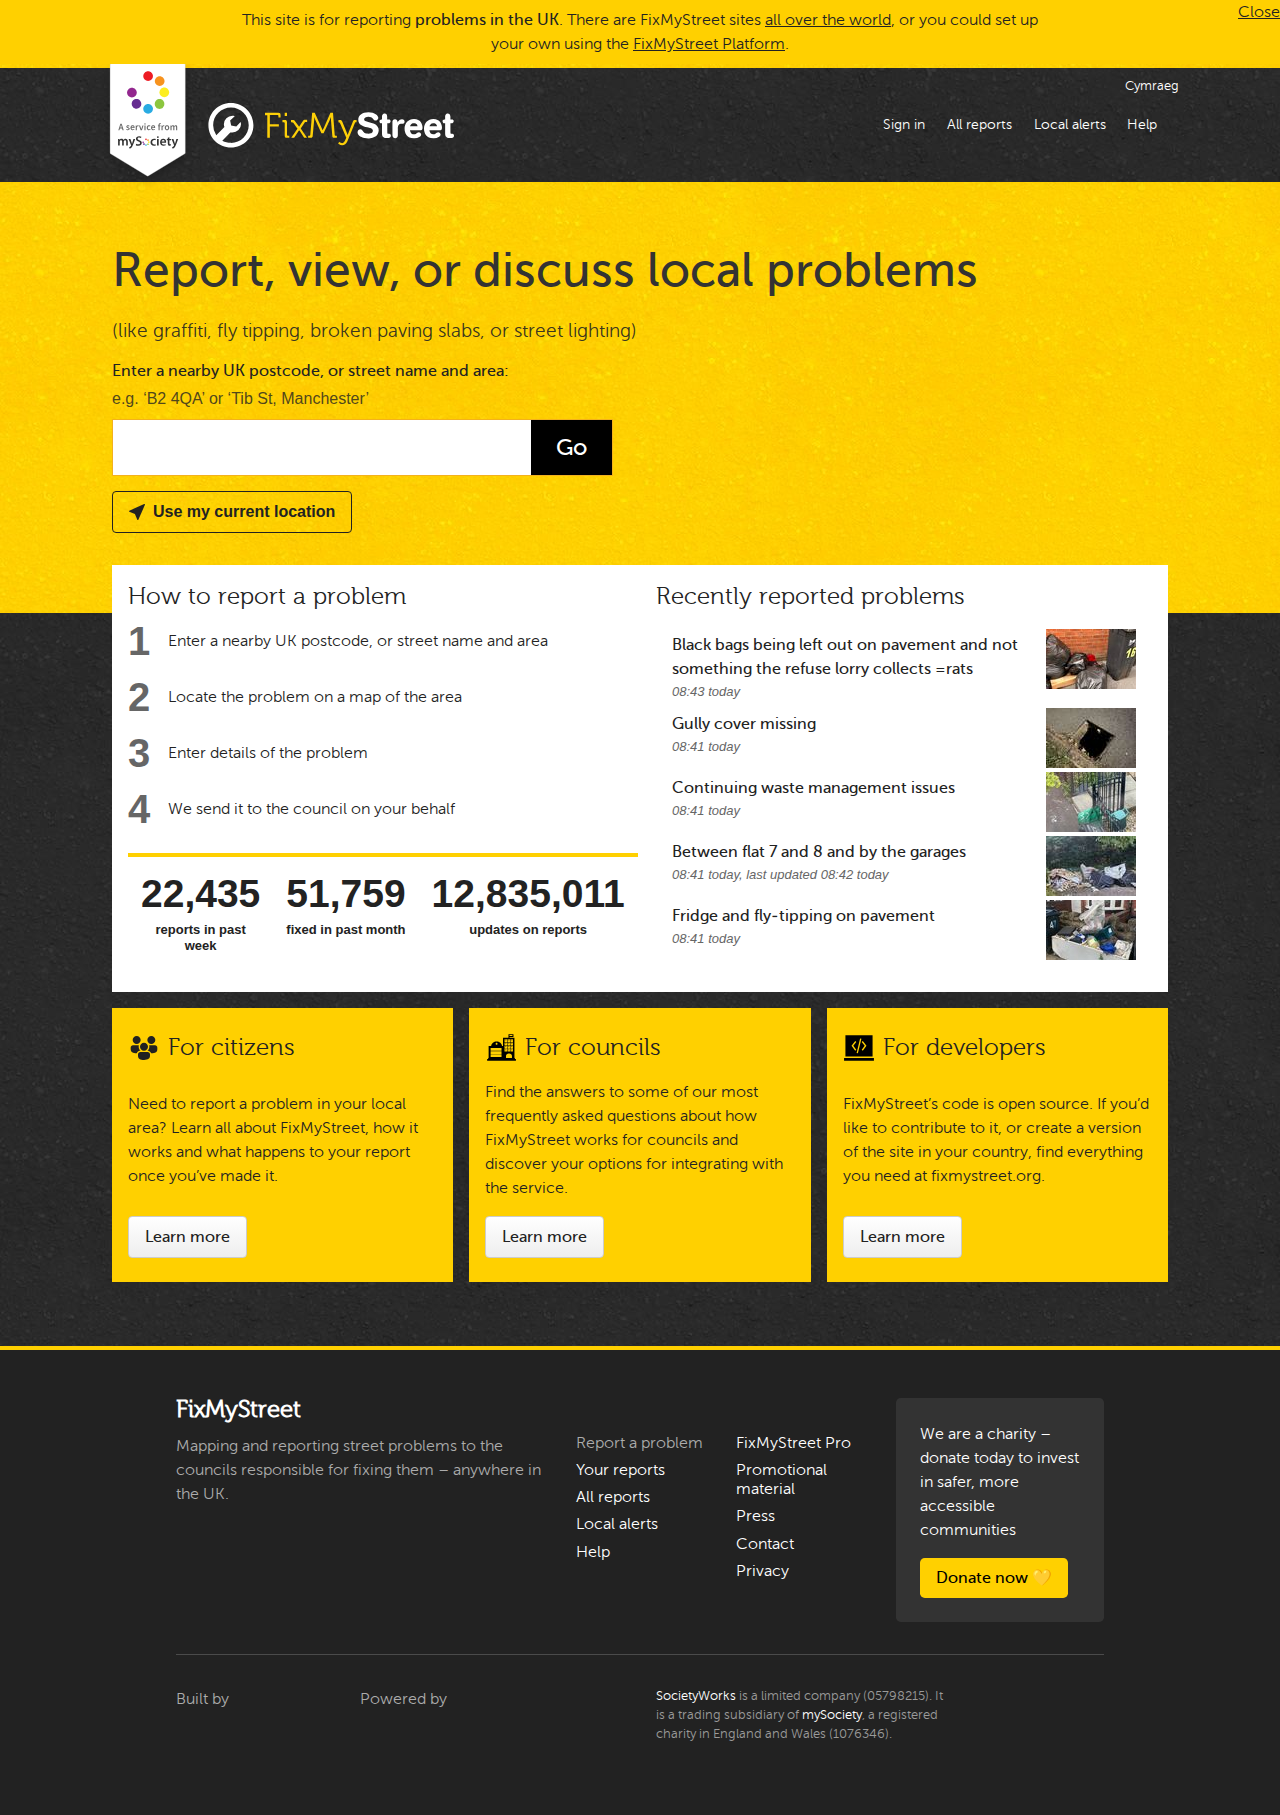 This site is for reporting problems in the UK. There are FixMyStreet sites all over the world, or you could set up
your own using the FixMyStreet Platform.
Close
A service from
mySociety
FixMyStreet
Cymraeg
Sign in
All reports
Local alerts
Help
Report, view, or discuss local problems
(like graffiti, fly tipping, broken paving slabs, or street lighting)
Enter a nearby UK postcode, or street name and area:
e.g. ‘B2 4QA’ or ‘Tib St, Manchester’
Go
Use my current location
How to report a problem
1 Enter a nearby UK postcode, or street name and area
2 Locate the problem on a map of the area
3 Enter details of the problem
4 We send it to the council on your behalf
22,435
reports in past
week
51,759
fixed in past month
12,835,011
updates on reports
Recently reported problems
Black bags being left out on pavement and not
something the refuse lorry collects =rats
08:43 today
Gully cover missing
08:41 today
Continuing waste management issues
08:41 today
Between flat 7 and 8 and by the garages
08:41 today, last updated 08:42 today
Fridge and fly-tipping on pavement
08:41 today
For citizens
Need to report a problem in your local
area? Learn all about FixMyStreet, how it
works and what happens to your report
once you’ve made it.
Learn more
For councils
Find the answers to some of our most
frequently asked questions about how
FixMyStreet works for councils and
discover your options for integrating with
the service.
Learn more
For developers
FixMyStreet’s code is open source. If you’d
like to contribute to it, or create a version
of the site in your country, find everything
you need at fixmystreet.org.
Learn more
FixMyStreet
Mapping and reporting street problems to the
councils responsible for fixing them – anywhere in
the UK.
Report a problem
Your reports
All reports
Local alerts
Help
FixMyStreet Pro
Promotional
material
Press
Contact
Privacy
We are a charity –
donate today to invest
in safer, more
accessible
communities
Donate now 💛
Built by
Powered by
SocietyWorks is a limited company (05798215). It
is a trading subsidiary of mySociety, a registered
charity in England and Wales (1076346).